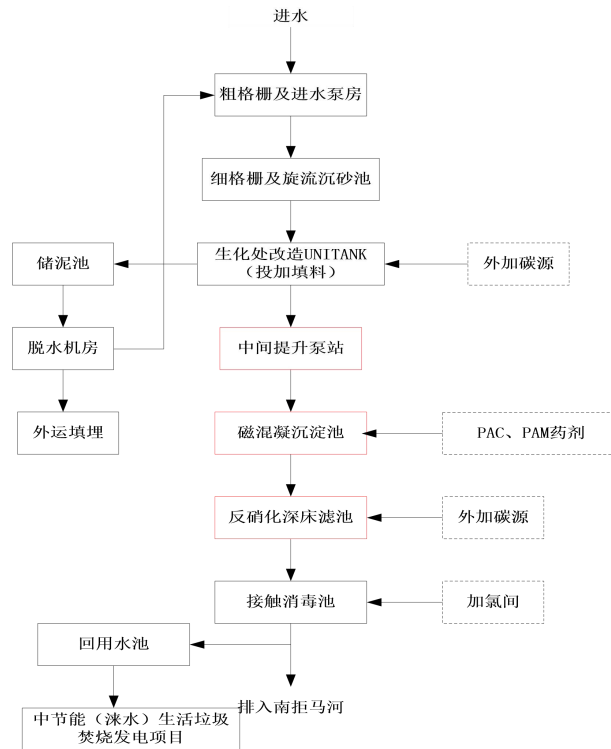 进水
粗格栅及进水泵房
细格栅及旋流沉砂池
生化处改造UNITANK
(投加填料)
外加碳源
储泥池
脱水机房
中间提升泵站
外运填埋
磁混凝沉淀池
PAC、PAM药剂
反硝化深床滤池
外加碳源
接触消毒池
加氯间
回用水池
排入南拒马河
中节能(涞水)生活垃圾
焚烧发电项目